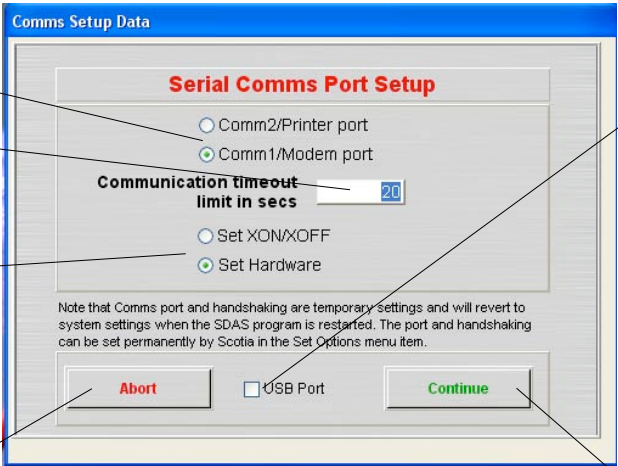 Comms Setup Data
Serial Comms Port Setup
Comm2/Printer port
Comm1/Modem port
Communication timeout
limit in secs
20
Set XON/XOFF
Set Hardware
Note that Comms port and handshaking are temporary settings and will revert to
system settings when the SDAS program is restarted. The port and handshaking
can be set permanently by Scotia in the Set Options menu item.
Abort
USB Port
Continue